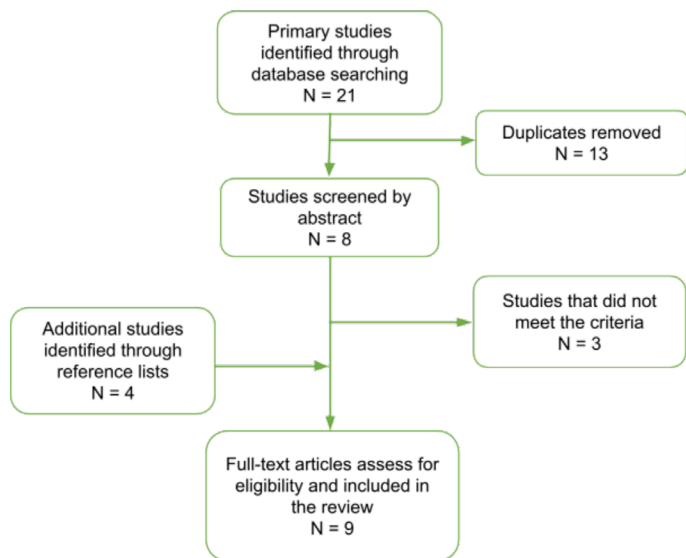 Primary studies
identified through
database searching
N = 21
Duplicates removed
N = 13
Studies screened by
abstract
N = 8
Studies that did not
meet the criteria
N = 3
Additional studies
identified through
reference lists
N = 4
Full-text articles assess for
eligibility and included in
the review
N = 9